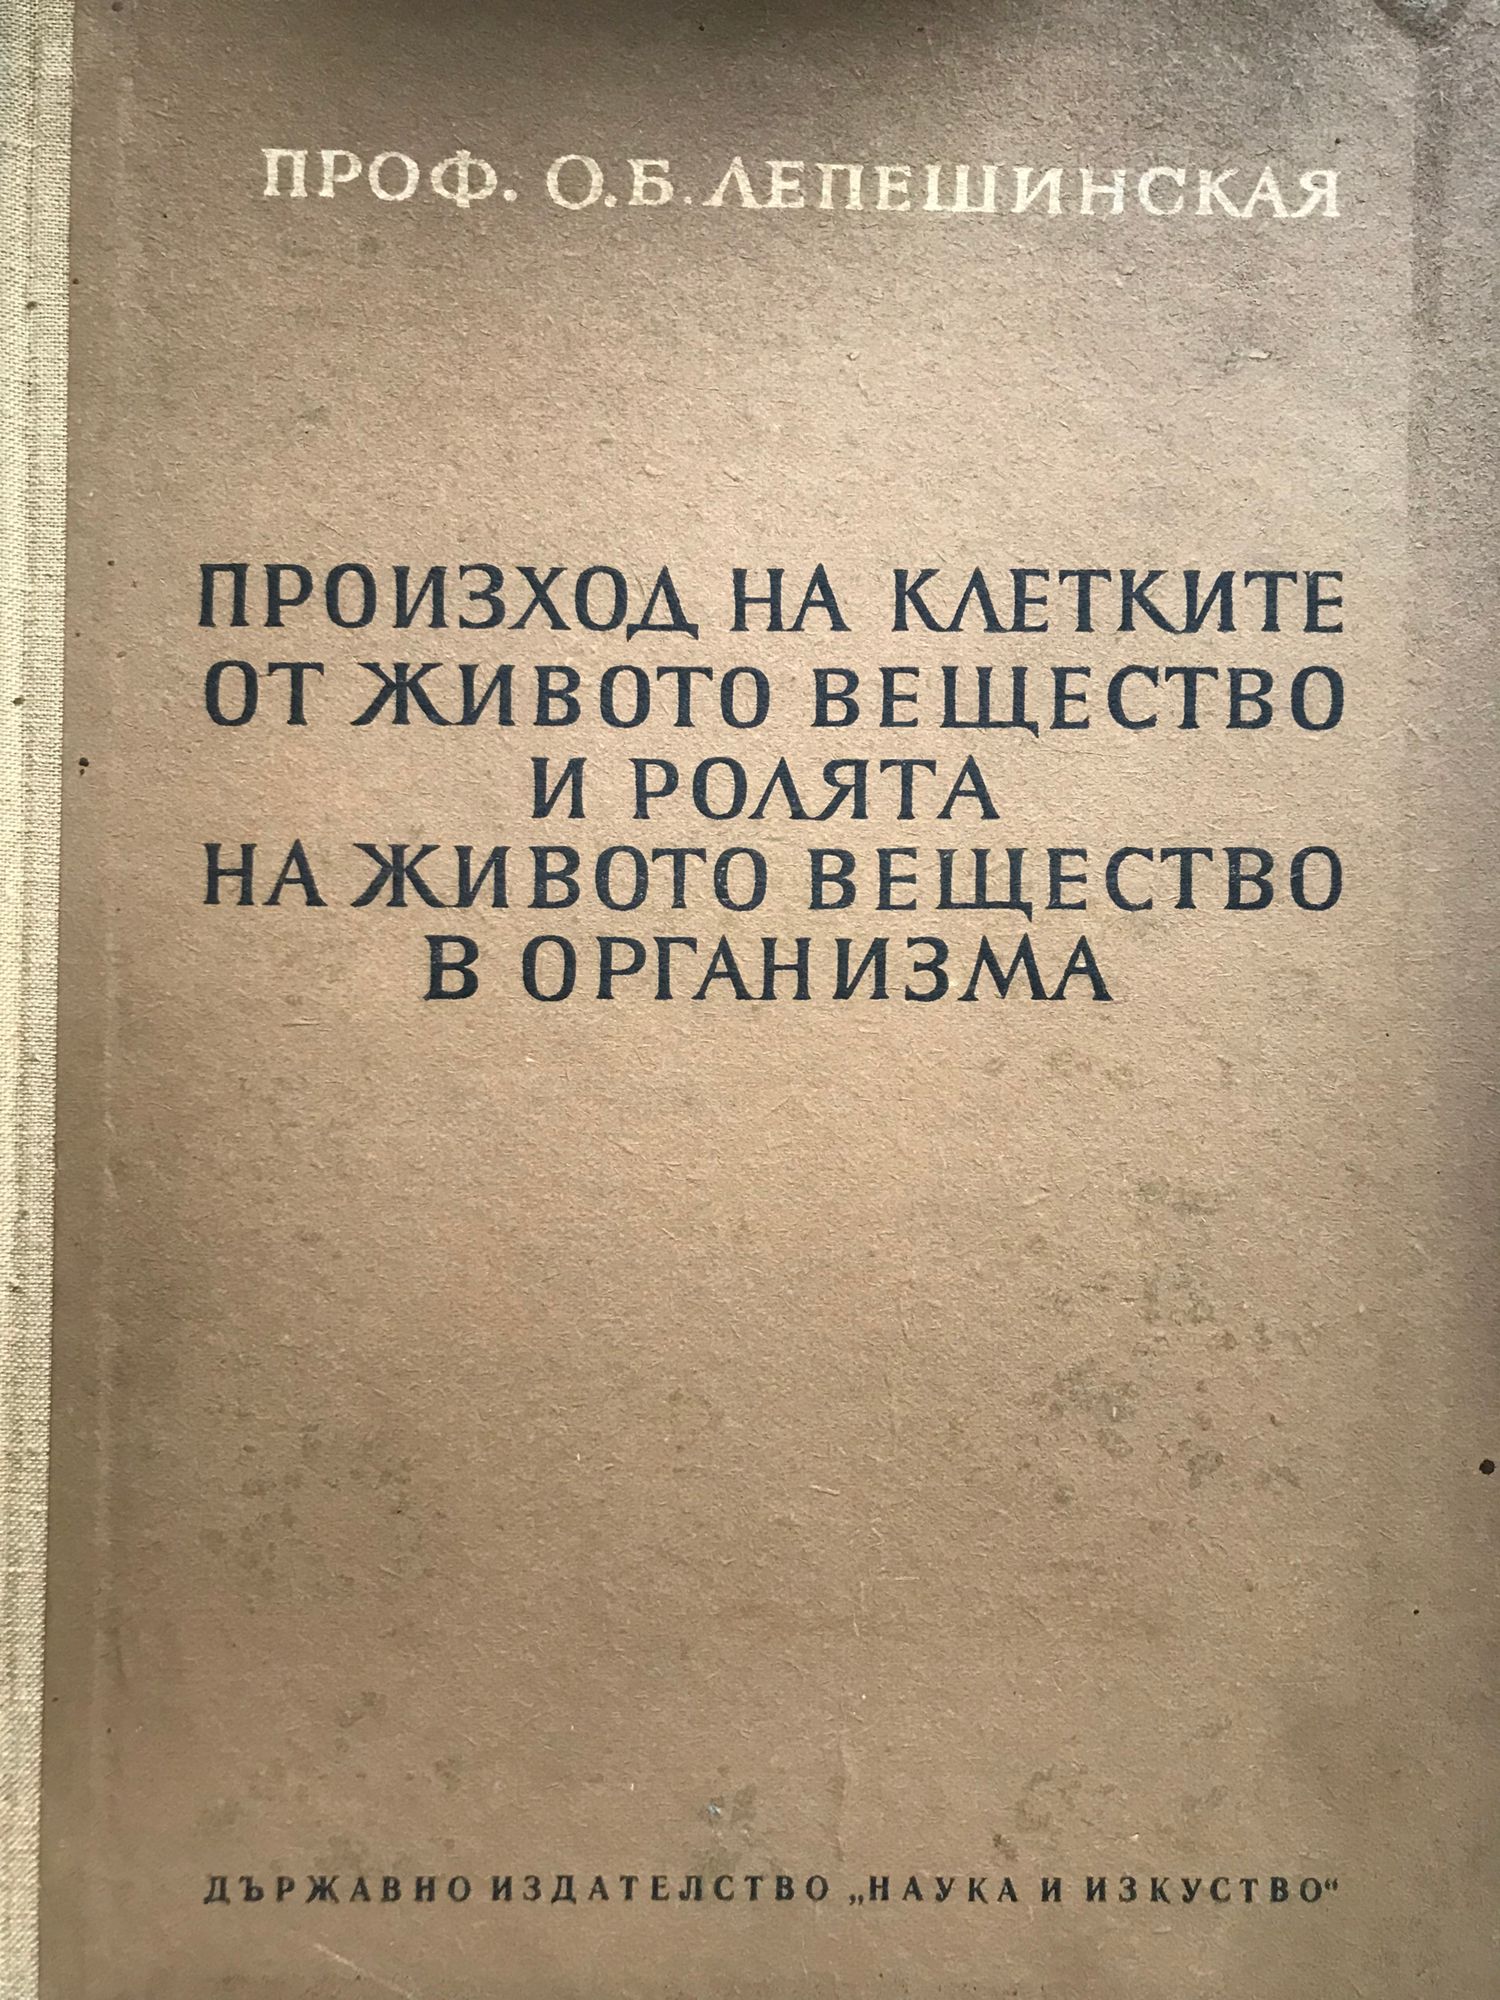 ПРОФ. О.Б. ЛЕПЕШИНСКАЯ
ПРОИЗХОД НА КЛЕТКИТЕ
ОТ ЖИВОТО ВЕЩЕСТВО
И РОЛЯТА
НА ЖИВОТО ВЕЩЕСТВО
В ОРГАНИЗМА
ДЪРЖАВНО ИЗДАТЕЛСТВО „НАУКА И ИЗКУСТВО“